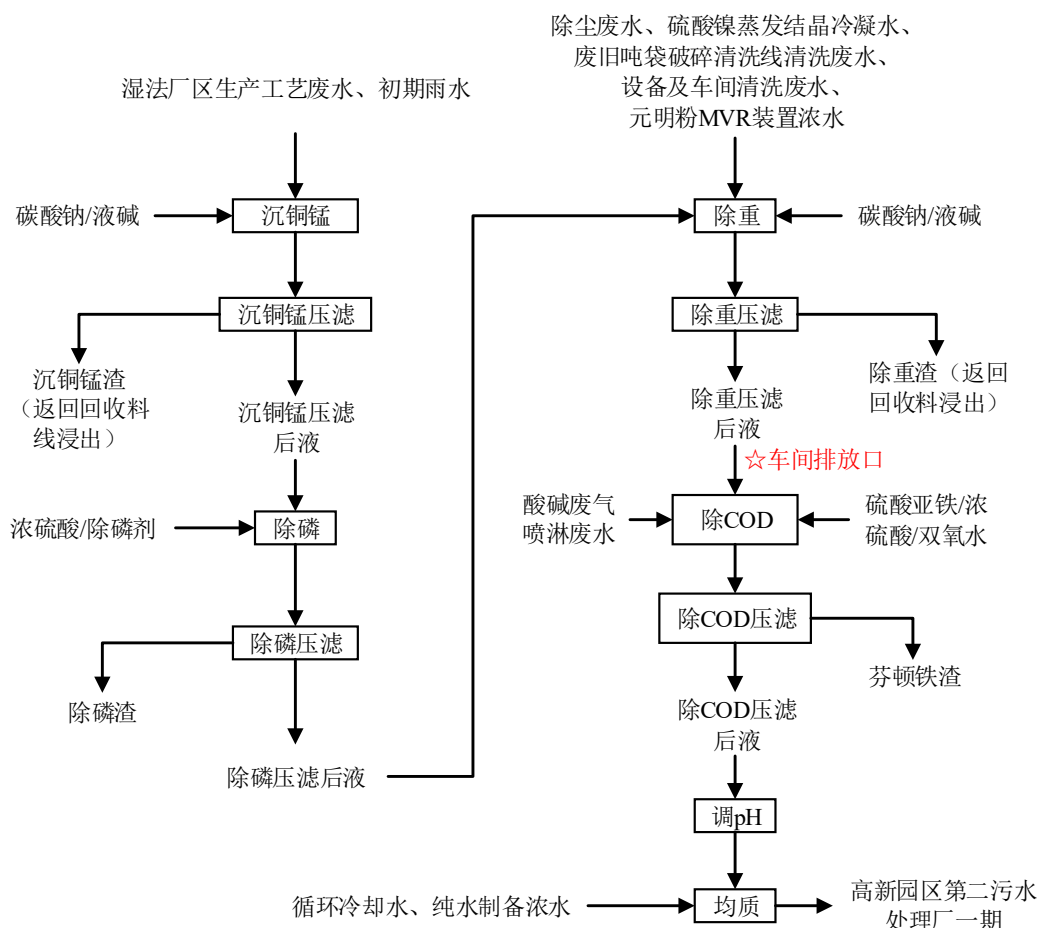 湿法厂区生产工艺废水、初期雨水
碳酸钠/液碱
沉铜锰
沉铜锰压滤
沉铜锰渣
（返回回收料
线浸出）
沉铜锰压滤
后液
浓硫酸/除磷剂
除磷
除磷压滤
除磷渣
除磷压滤后液
除尘废水、硫酸镍蒸发结晶冷凝水、
废旧吨袋破碎清洗线清洗废水、
设备及车间清洗废水、
元明粉MVR装置浓水
除重
碳酸钠/液碱
除重压滤
除重渣（返回
回收料浸出）
除重压滤
后液
☆车间排放口
酸碱废气
喷淋废水
除COD
硫酸亚铁/浓
硫酸/双氧水
除COD压滤
芬顿铁渣
除COD压滤
后液
调pH
循环冷却水、纯水制备浓水
均质
高新园区第二污水
处理厂一期